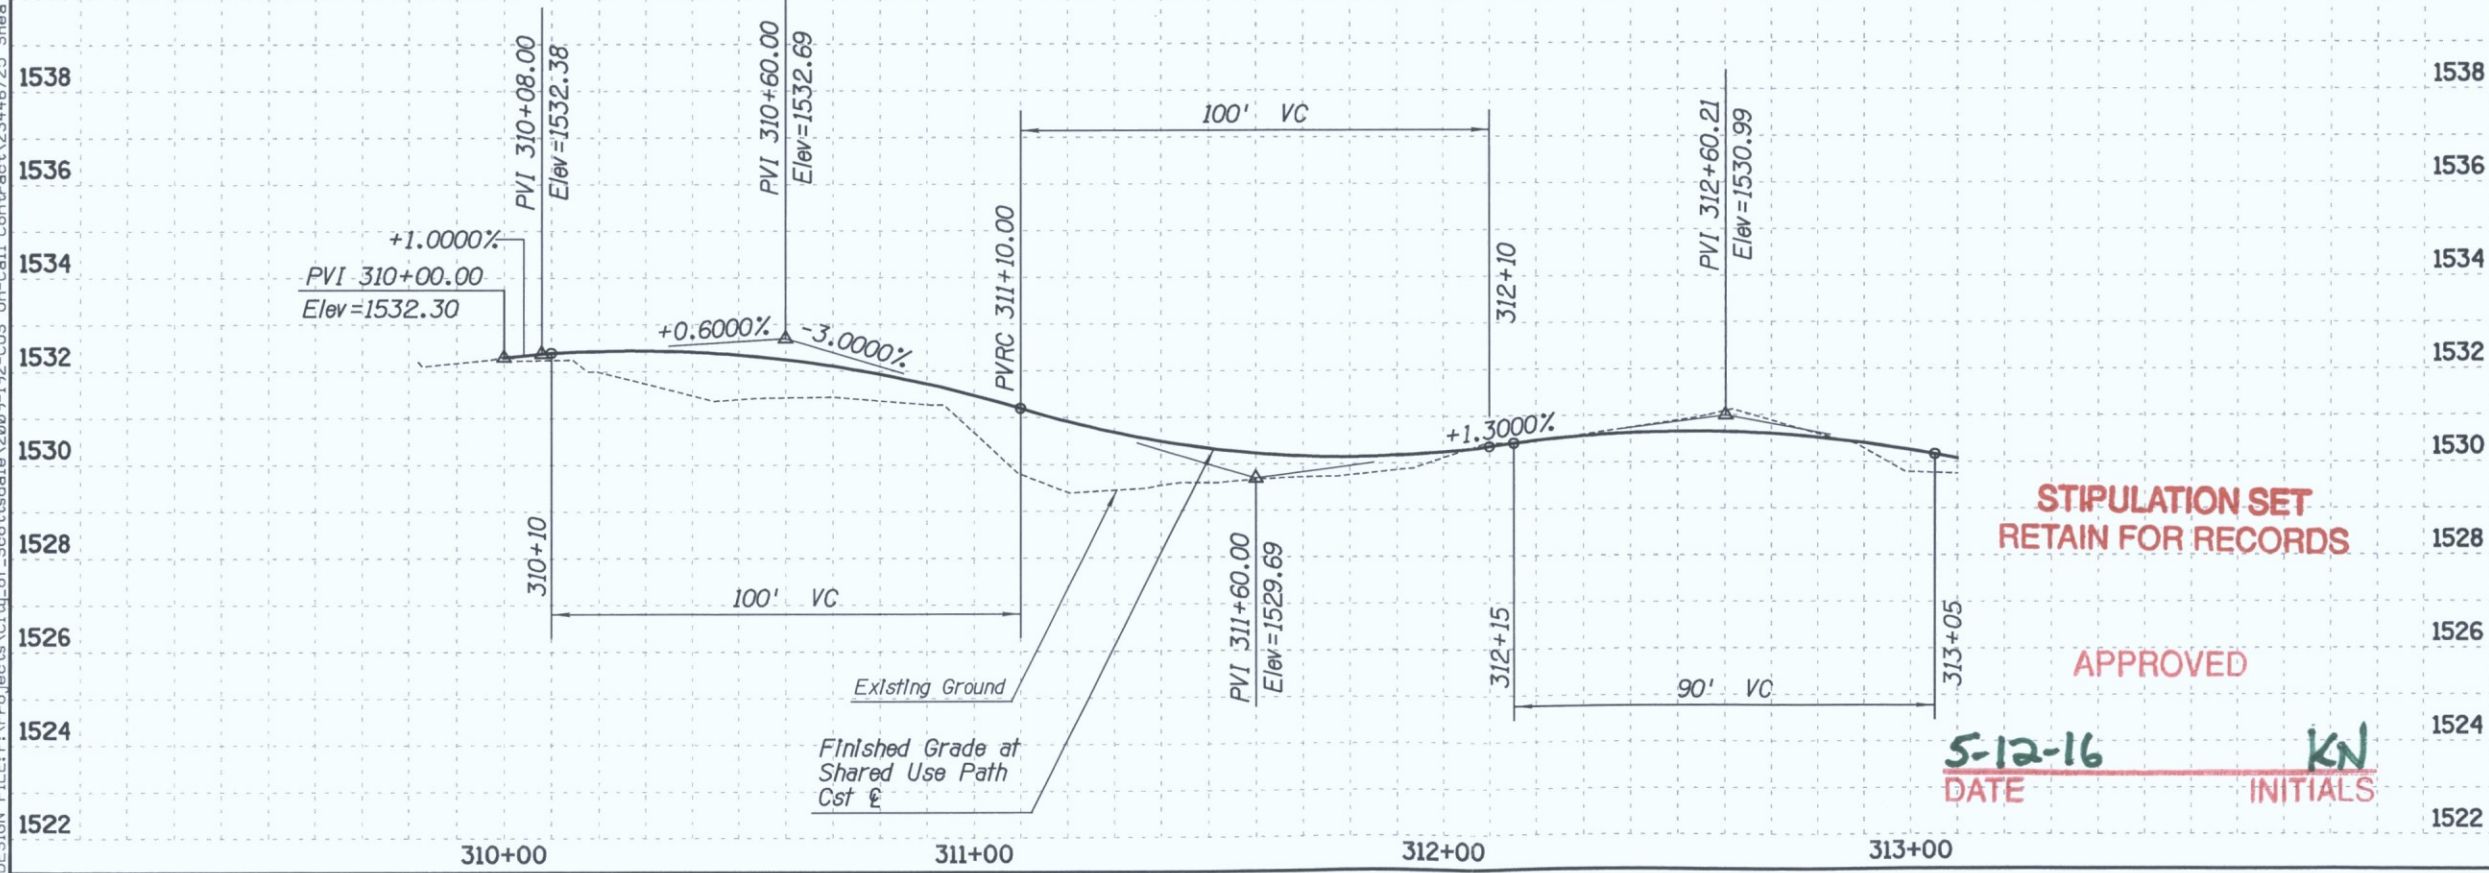 PVI 310+08.00
Elev=1532.38
PVI 310+60.00
Elev=1532.69
1538
1538
100' VC
PVI 312+60.21
Elev=1530.99
1536
1536
+1.0000%
PVRC 311+10.00
312+10
1534
1534
PVI 310+00.00
Elev=1532.30
+0.6000%
-3.0000%
1532
1532
+1.3000%
1530
1530
STIPULATION SET
RETAIN FOR RECORDS
310+10
1528
1528
100' VC
PVI 311+60.00
Elev=1529.69
312+15
313+05
1526
1526
APPROVED
Existing Ground
90' VC
1524
1524
Finished Grade at
Shared Use Path
Cst ℄
5-12-16 KN
DATE INITIALS
1522
1522
310+00
311+00
312+00
313+00